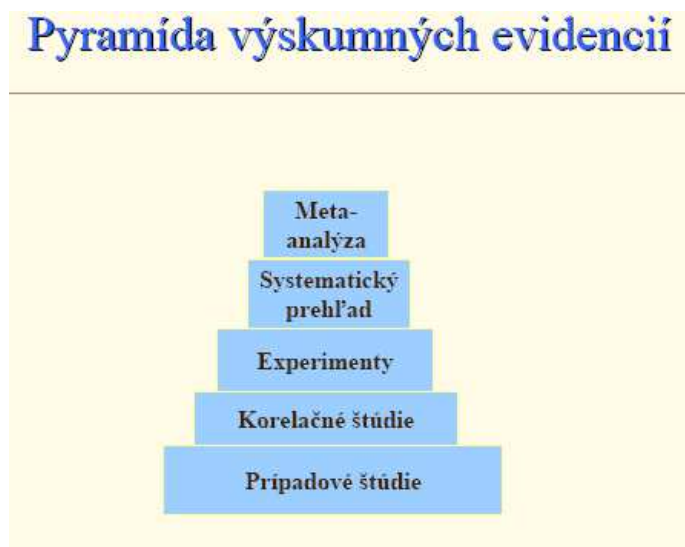 Pyramída výskumných evidencií
Meta-
analýza
Systematický
prehľad
Experimenty
Korelačné štúdie
Prípadové štúdie